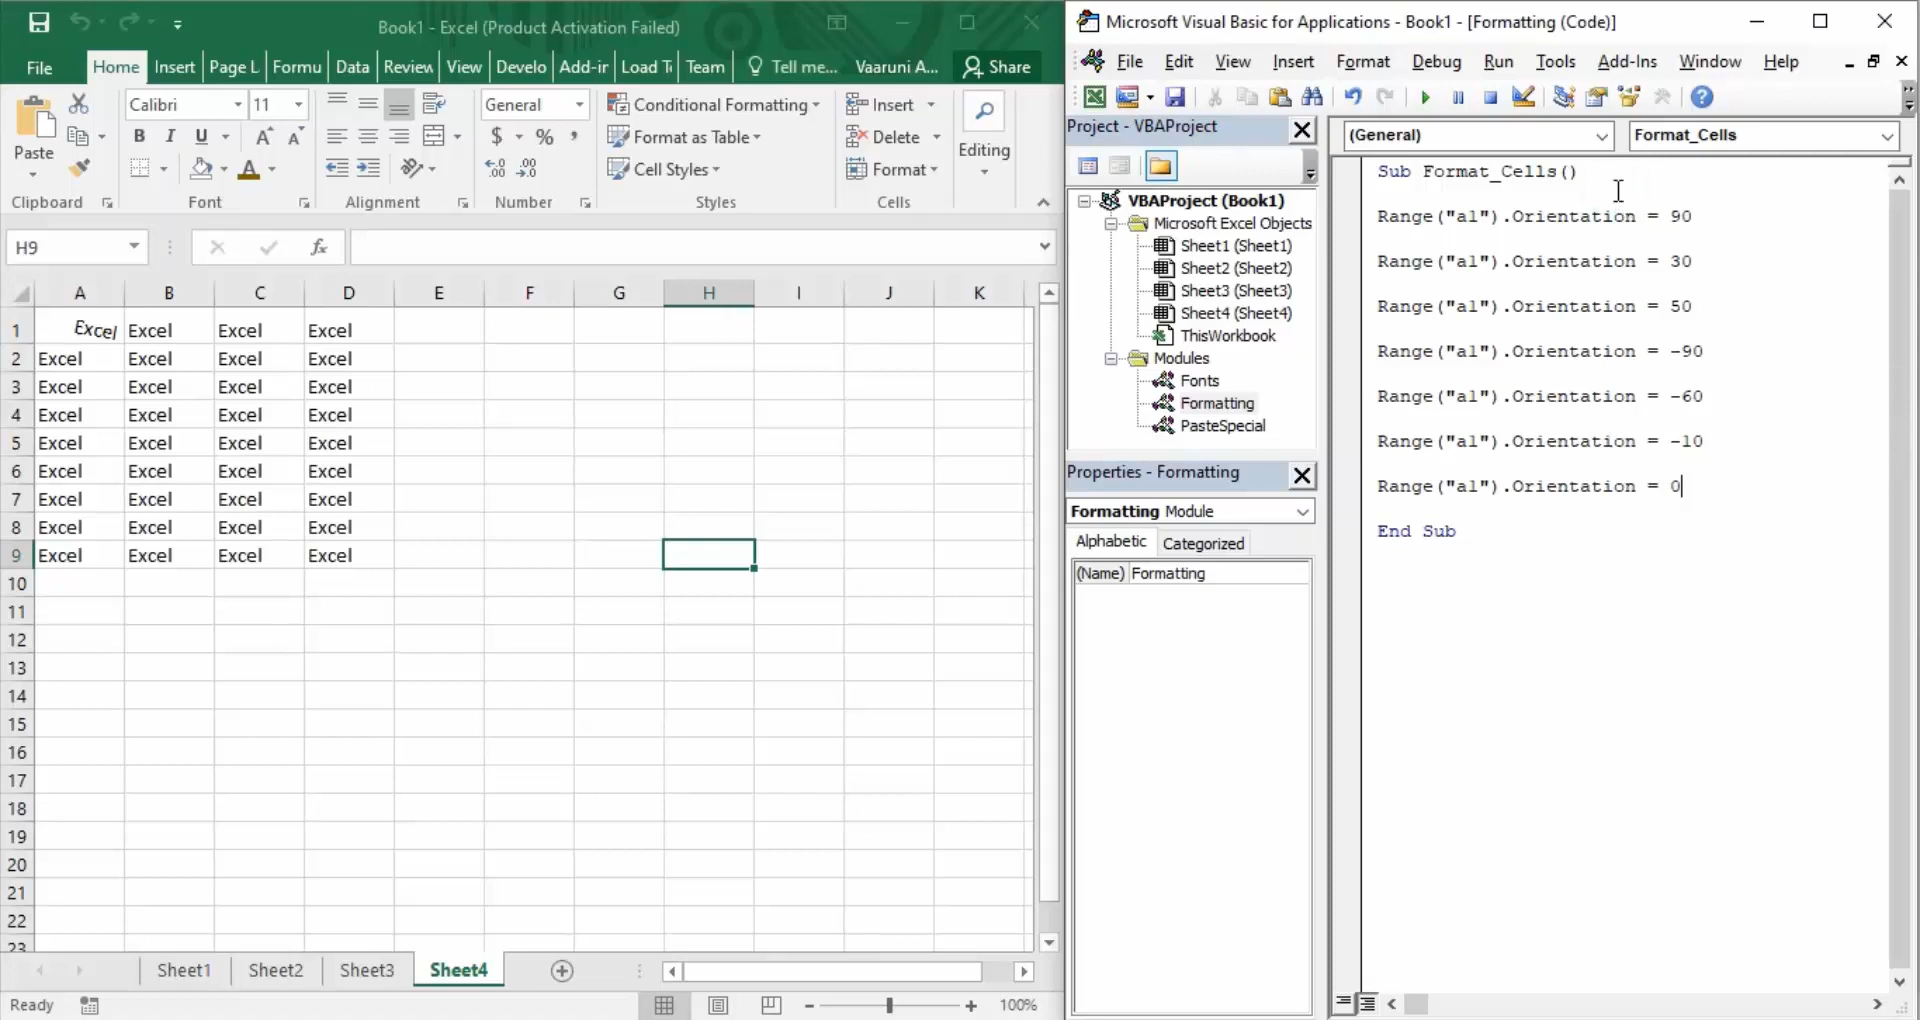 Book1 - Excel (Product Activation Failed)
File Home Insert Page L Formu Data Review View Develo Add-ir Load T Team Tell me... Vaaruni A... Share
Paste
Calibri 11
B I U
General
$ %
Conditional Formatting
Format as Table
Cell Styles
Insert
Delete
Format
Editing
Clipboard Font Alignment Number Styles Cells
H9 fx
A B C D E F G H I J K
1 Excel Excel Excel Excel
2 Excel Excel Excel Excel
3 Excel Excel Excel Excel
4 Excel Excel Excel Excel
5 Excel Excel Excel Excel
6 Excel Excel Excel Excel
7 Excel Excel Excel Excel
8 Excel Excel Excel Excel
9 Excel Excel Excel Excel
10
11
12
13
14
15
16
17
18
19
20
21
22
23
Sheet1 Sheet2 Sheet3 Sheet4
Ready 100%
Microsoft Visual Basic for Applications - Book1 - [Formatting (Code)]
File Edit View Insert Format Debug Run Tools Add-Ins Window Help
Project - VBAProject
VBAProject (Book1)
Microsoft Excel Objects
Sheet1 (Sheet1)
Sheet2 (Sheet2)
Sheet3 (Sheet3)
Sheet4 (Sheet4)
ThisWorkbook
Modules
Fonts
Formatting
PasteSpecial
Properties - Formatting
Formatting Module
Alphabetic Categorized
(Name) Formatting
(General) Format_Cells
Sub Format_Cells()
Range("a1").Orientation = 90
Range("a1").Orientation = 30
Range("a1").Orientation = 50
Range("a1").Orientation = -90
Range("a1").Orientation = -60
Range("a1").Orientation = -10
Range("a1").Orientation = 0
End Sub